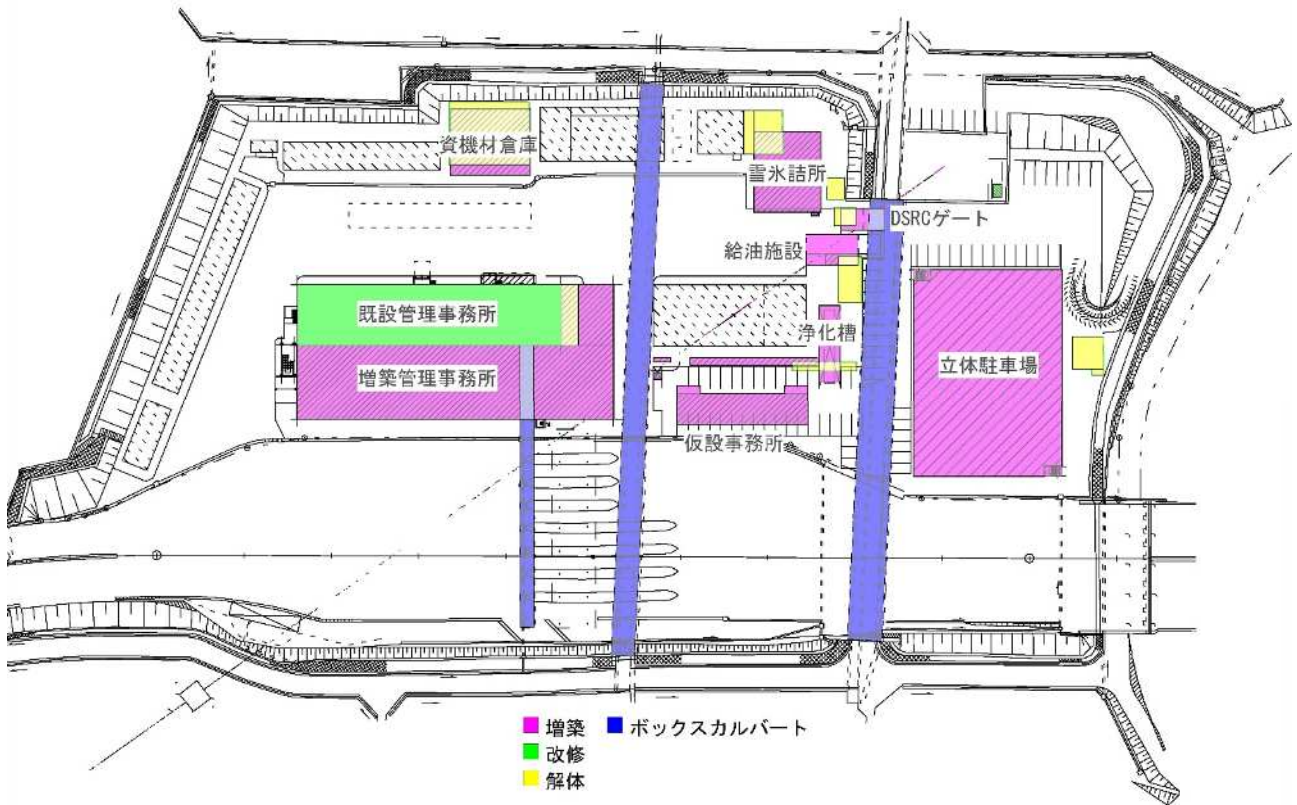 資機材倉庫
雪氷詰所
DSRCゲート
給油施設
既設管理事務所
浄化槽
立体駐車場
増築管理事務所
仮設事務所
増築
ボックスカルバート
改修
解体